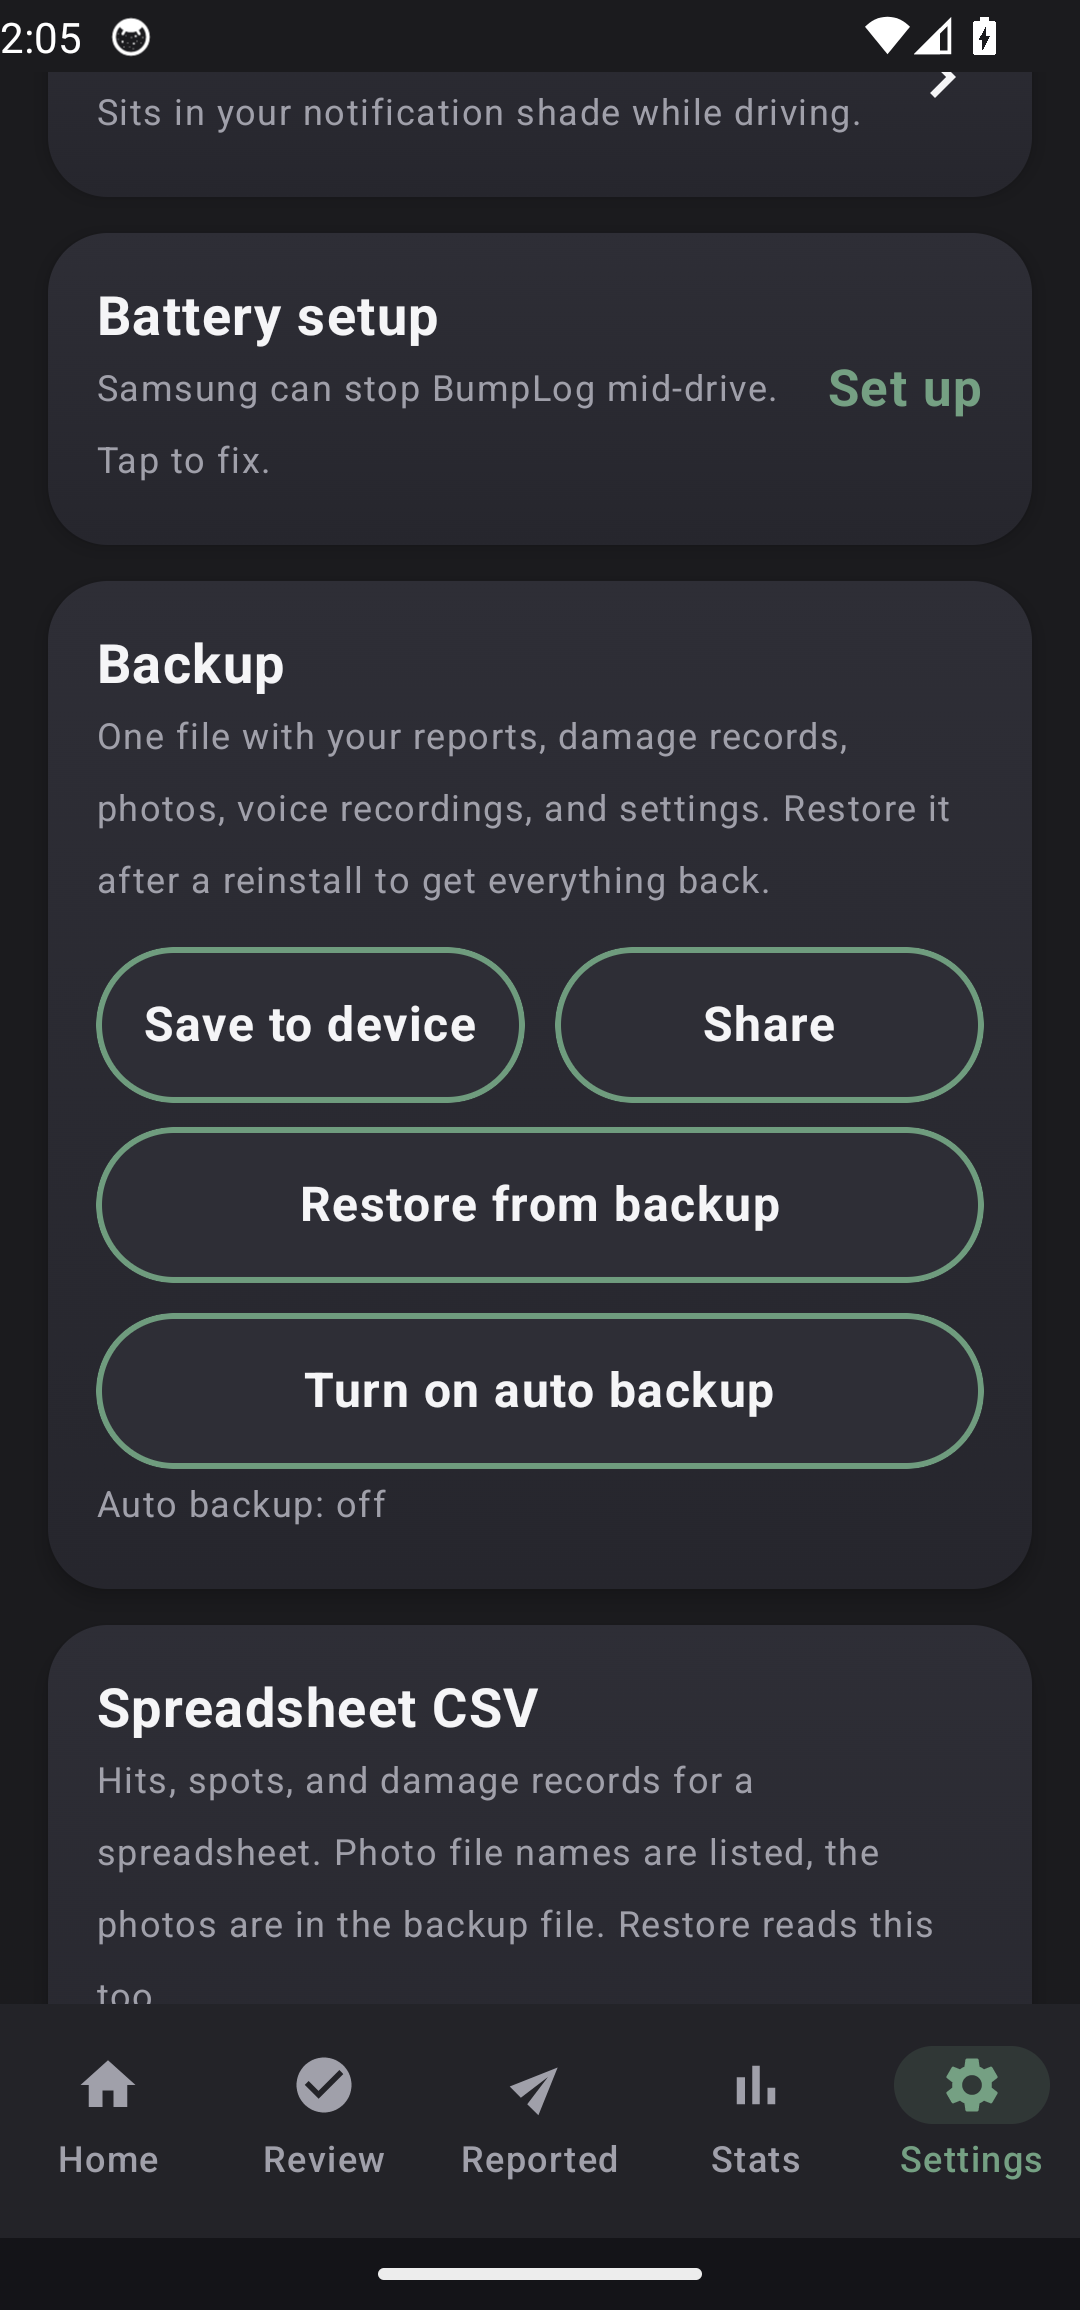 2:05
Sits in your notification shade while driving.
Battery setup
Samsung can stop BumpLog mid-drive.
Tap to fix.
Set up
Backup
One file with your reports, damage records,
photos, voice recordings, and settings. Restore it
after a reinstall to get everything back.
Save to device
Share
Restore from backup
Turn on auto backup
Auto backup: off
Spreadsheet CSV
Hits, spots, and damage records for a
spreadsheet. Photo file names are listed, the
photos are in the backup file. Restore reads this
too
Home
Review
Reported
Stats
Settings